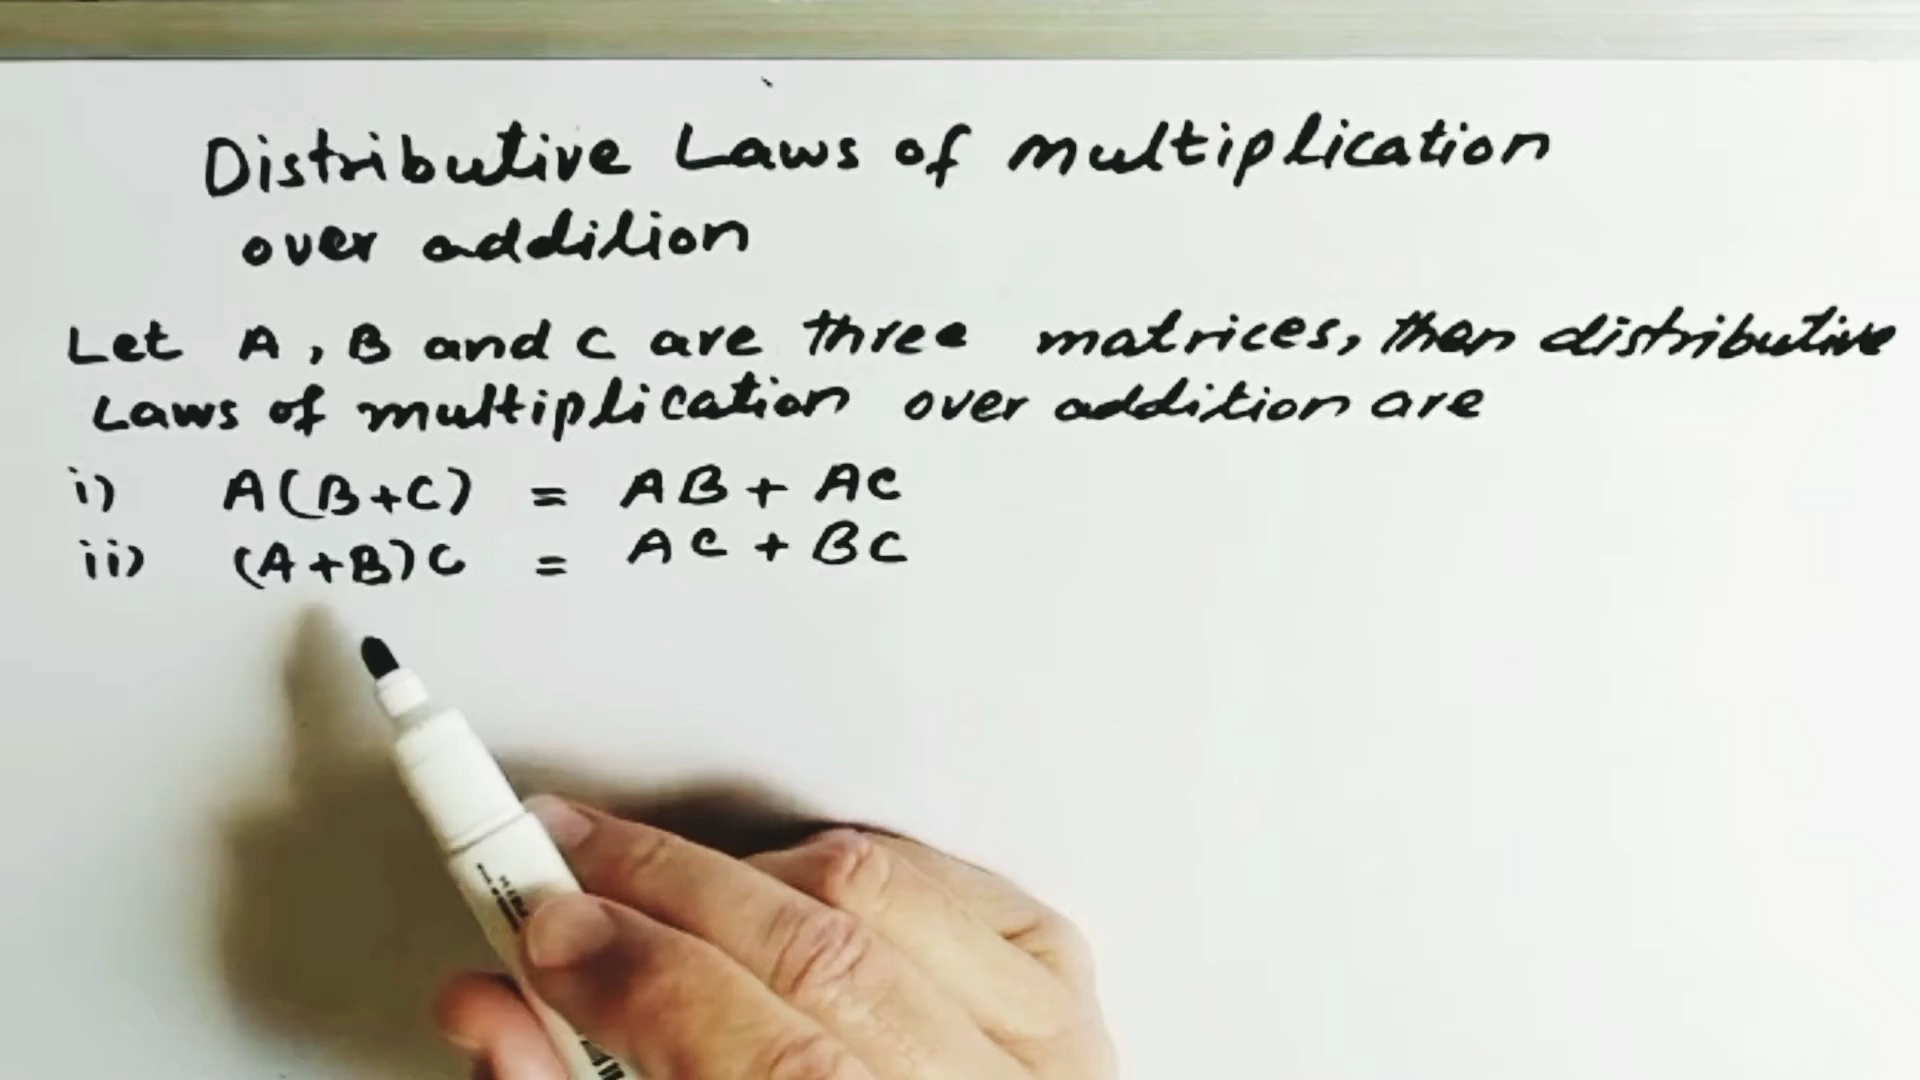 Distributive Laws of multiplication
over addition
Let A, B and C are three matrices, then distributive
Laws of multiplication over addition are
i) A(B+C) = AB + AC
ii) (A+B)C = AC + BC